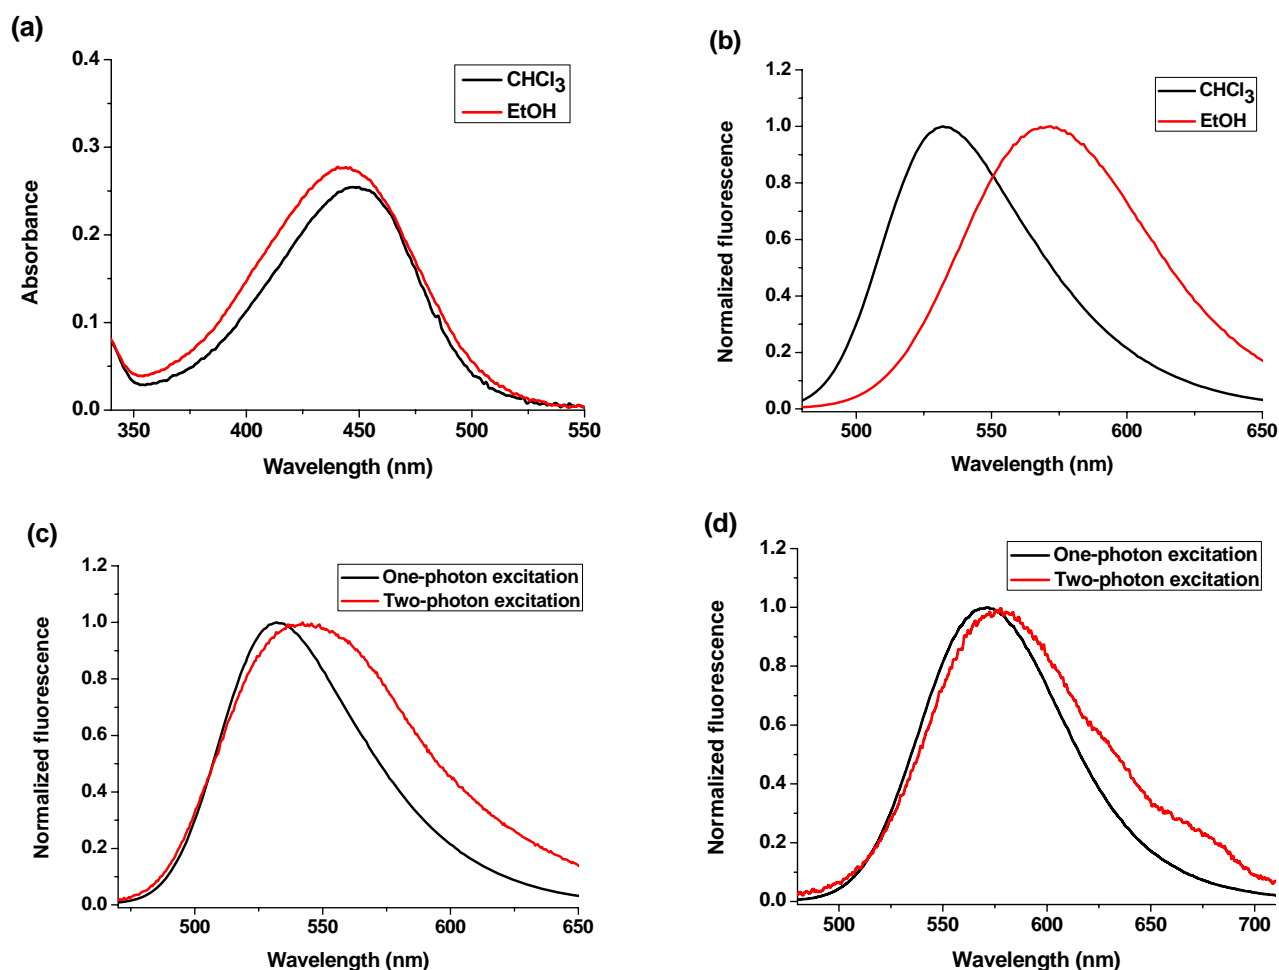 (a)
0.4
0.3
0.2
0.1
0.0
Absorbance
CHCl3
EtOH
350 400 450 500 550
Wavelength (nm)
(b)
1.2
1.0
0.8
0.6
0.4
0.2
0.0
Normalized fluorescence
CHCl3
EtOH
500 550 600 650
Wavelength (nm)
(c)
1.2
1.0
0.8
0.6
0.4
0.2
0.0
Normalized fluorescence
One-photon excitation
Two-photon excitation
500 550 600 650
Wavelength (nm)
(d)
1.2
1.0
0.8
0.6
0.4
0.2
0.0
Normalized fluorescence
One-photon excitation
Two-photon excitation
500 550 600 650 700
Wavelength (nm)